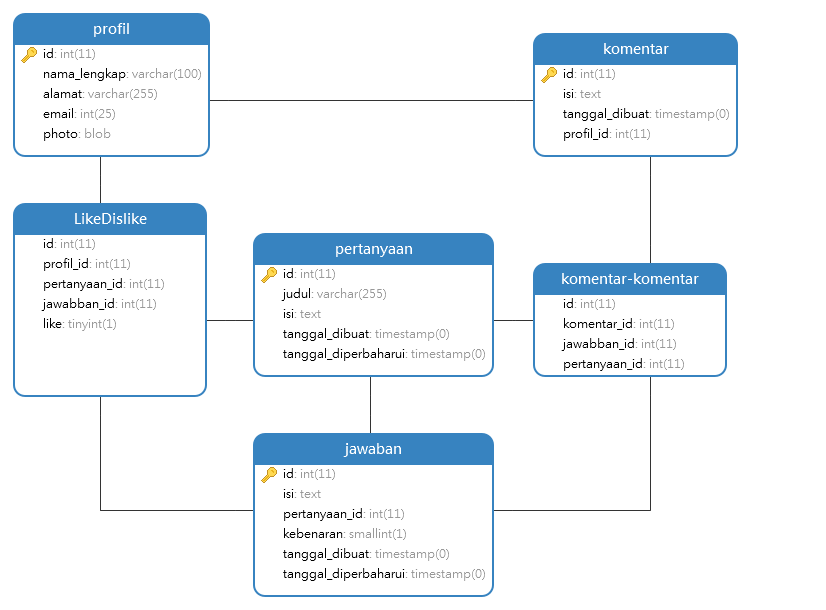 profil
id: int(11)
nama_lengkap: varchar(100)
alamat: varchar(255)
email: int(25)
photo: blob
komentar
id: int(11)
isi: text
tanggal_dibuat: timestamp(0)
profil_id: int(11)
LikeDislike
id: int(11)
profil_id: int(11)
pertanyaan_id: int(11)
jawabban_id: int(11)
like: tinyint(1)
pertanyaan
id: int(11)
judul: varchar(255)
isi: text
tanggal_dibuat: timestamp(0)
tanggal_diperbaharui: timestamp(0)
komentar-komentar
id: int(11)
komentar_id: int(11)
jawabban_id: int(11)
pertanyaan_id: int(11)
jawaban
id: int(11)
isi: text
pertanyaan_id: int(11)
kebenaran: smallint(1)
tanggal_dibuat: timestamp(0)
tanggal_diperbaharui: timestamp(0)